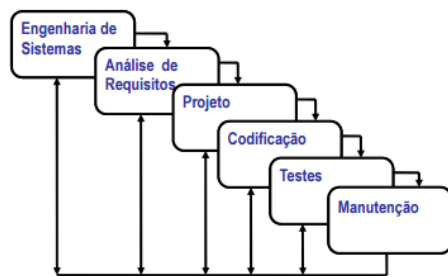 Engenharia de
Sistemas
Análise de
Requisitos
Projeto
Codificação
Testes
Manutenção